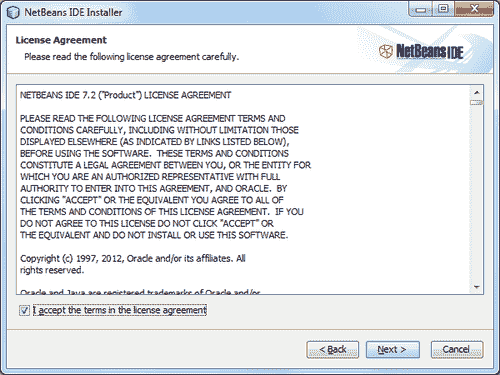 NetBeans IDE Installer
License Agreement
Please read the following license agreement carefully.
NetBeans IDE
NETBEANS IDE 7.2 ("Product") LICENSE AGREEMENT
PLEASE READ THE FOLLOWING LICENSE AGREEMENT TERMS AND
CONDITIONS CAREFULLY, INCLUDING WITHOUT LIMITATION THOSE
DISPLAYED ELSEWHERE (AS INDICATED BY LINKS LISTED BELOW),
BEFORE USING THE SOFTWARE.  THESE TERMS AND CONDITIONS
CONSTITUTE A LEGAL AGREEMENT BETWEEN YOU, OR THE ENTITY FOR
WHICH YOU ARE AN AUTHORIZED REPRESENTATIVE WITH FULL
AUTHORITY TO ENTER INTO THIS AGREEMENT, AND ORACLE.  BY
CLICKING "ACCEPT" OR THE EQUIVALENT YOU AGREE TO ALL OF
THE TERMS AND CONDITIONS OF THIS LICENSE AGREEMENT.  IF YOU
DO NOT AGREE TO THIS LICENSE DO NOT CLICK "ACCEPT" OR
THE EQUIVALENT AND DO NOT INSTALL OR USE THIS SOFTWARE.
Copyright (c) 1997, 2012, Oracle and/or its affiliates. All
rights reserved.
Oracle and Java are registered trademarks of Oracle and/or
I accept the terms in the license agreement
< Back
Next >
Cancel